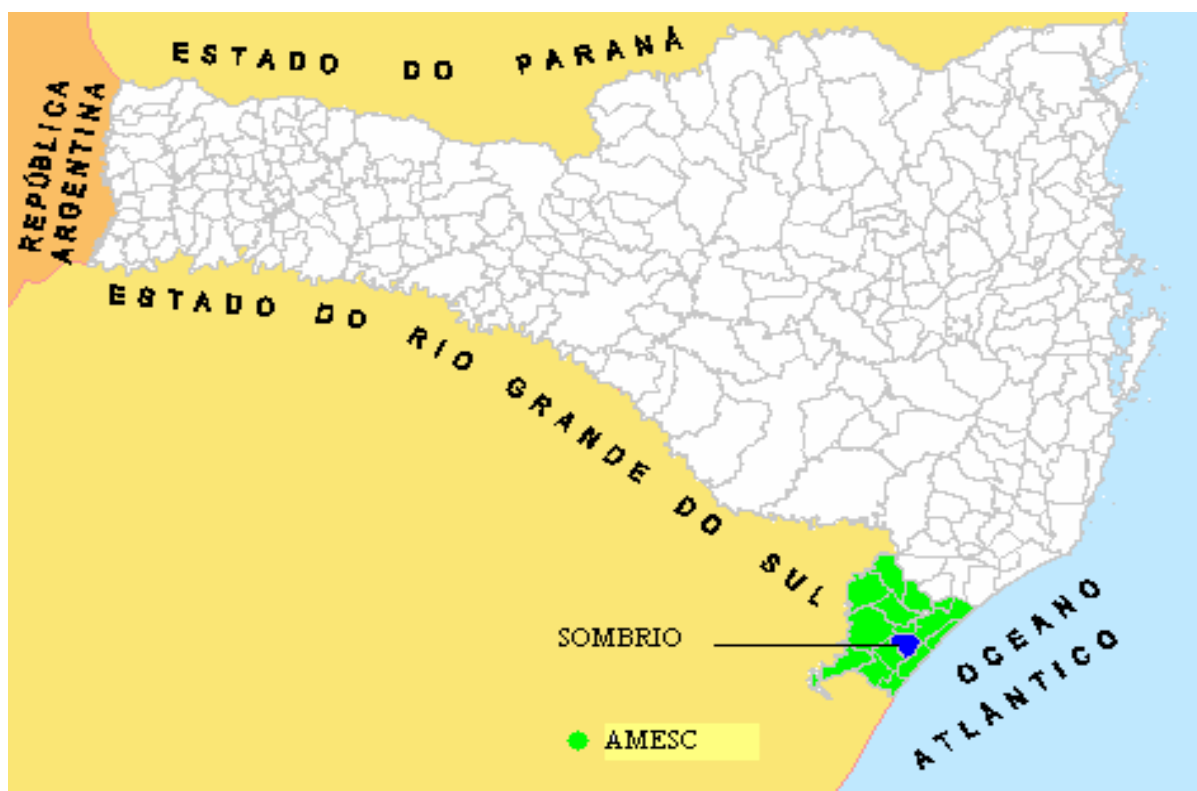 ESTADO DO PARANÁ
REPÚBLICA
ARGENTINA
ESTADO DO RIO GRANDE DO SUL
SOMBRIO
OCEANO
ATLÂNTICO
AMESC